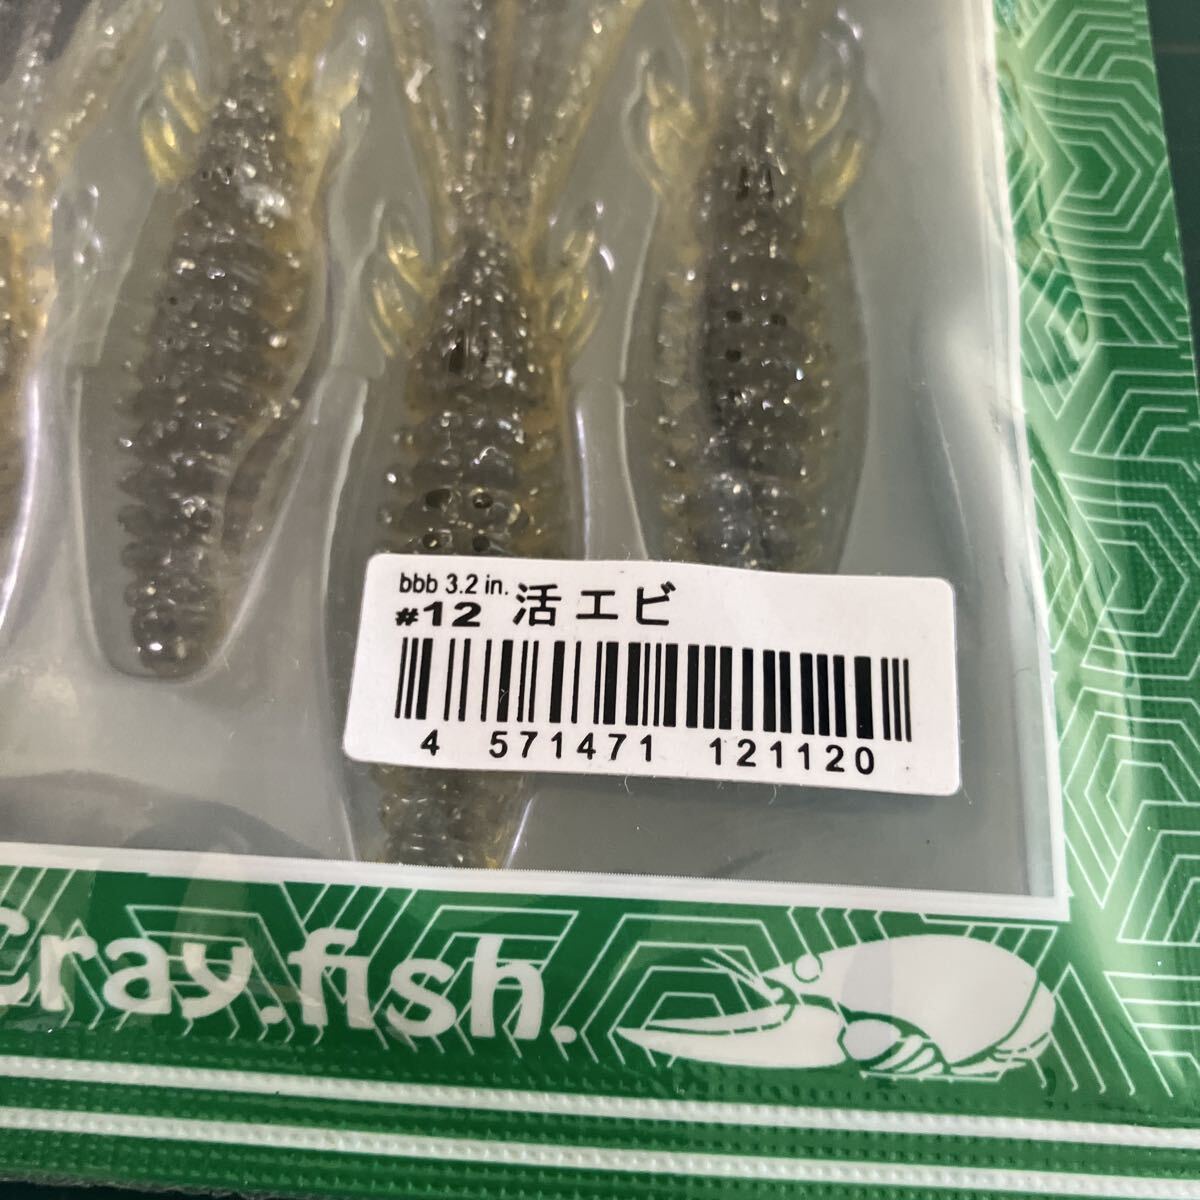 bbb 3.2 in.
#12 活エビ
4 571471 121120
Cray.fish.